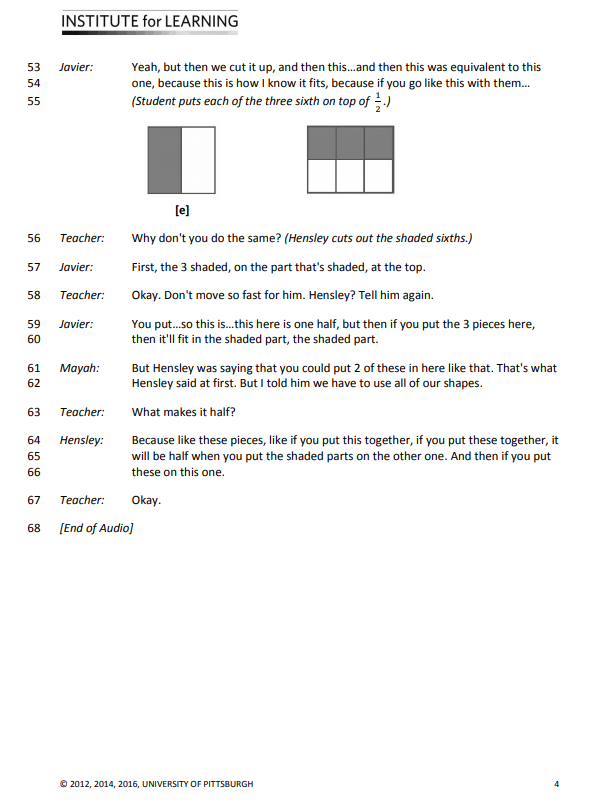 INSTITUTE for LEARNING
53 Javier: Yeah, but then we cut it up, and then this…and then this was equivalent to this
54 one, because this is how I know it fits, because if you go like this with them…
55 (Student puts each of the three sixth on top of 1/2.)
[e]
56 Teacher: Why don't you do the same? (Hensley cuts out the shaded sixths.)
57 Javier: First, the 3 shaded, on the part that's shaded, at the top.
58 Teacher: Okay. Don't move so fast for him. Hensley? Tell him again.
59 Javier: You put…so this is…this here is one half, but then if you put the 3 pieces here,
60 then it'll fit in the shaded part, the shaded part.
61 Mayah: But Hensley was saying that you could put 2 of these in here like that. That's what
62 Hensley said at first. But I told him we have to use all of our shapes.
63 Teacher: What makes it half?
64 Hensley: Because like these pieces, like if you put this together, if you put these together, it
65 will be half when you put the shaded parts on the other one. And then if you put
66 these on this one.
67 Teacher: Okay.
68 [End of Audio]
© 2012, 2014, 2016, UNIVERSITY OF PITTSBURGH 4